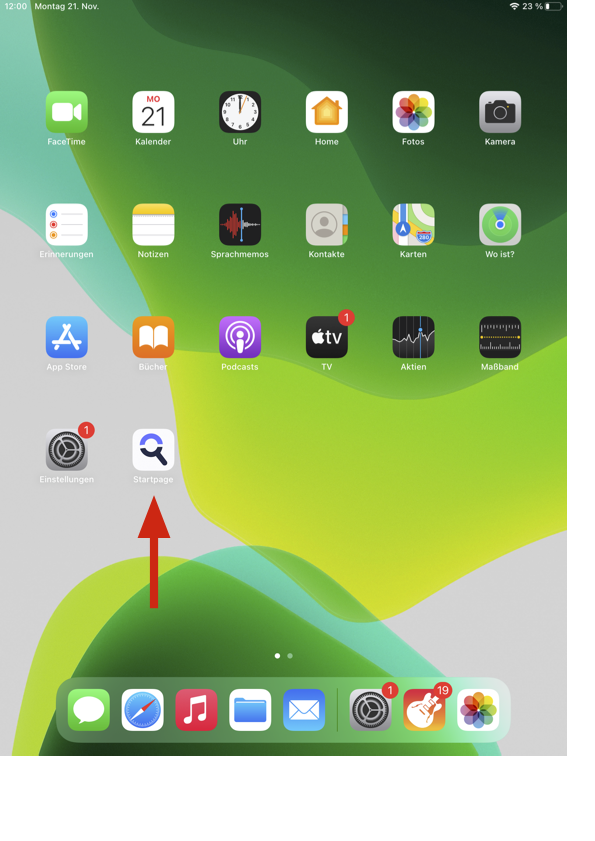 12:00 Montag 21. Nov. 23 %
MO
21
FaceTime Kalender Uhr Home Fotos Kamera
280
Erinnerungen Notizen Sprachmemos Kontakte Karten Wo ist?
tv 1
App Store Bücher Podcasts TV Aktien Maßband
1
Einstellungen Startpage
1 19